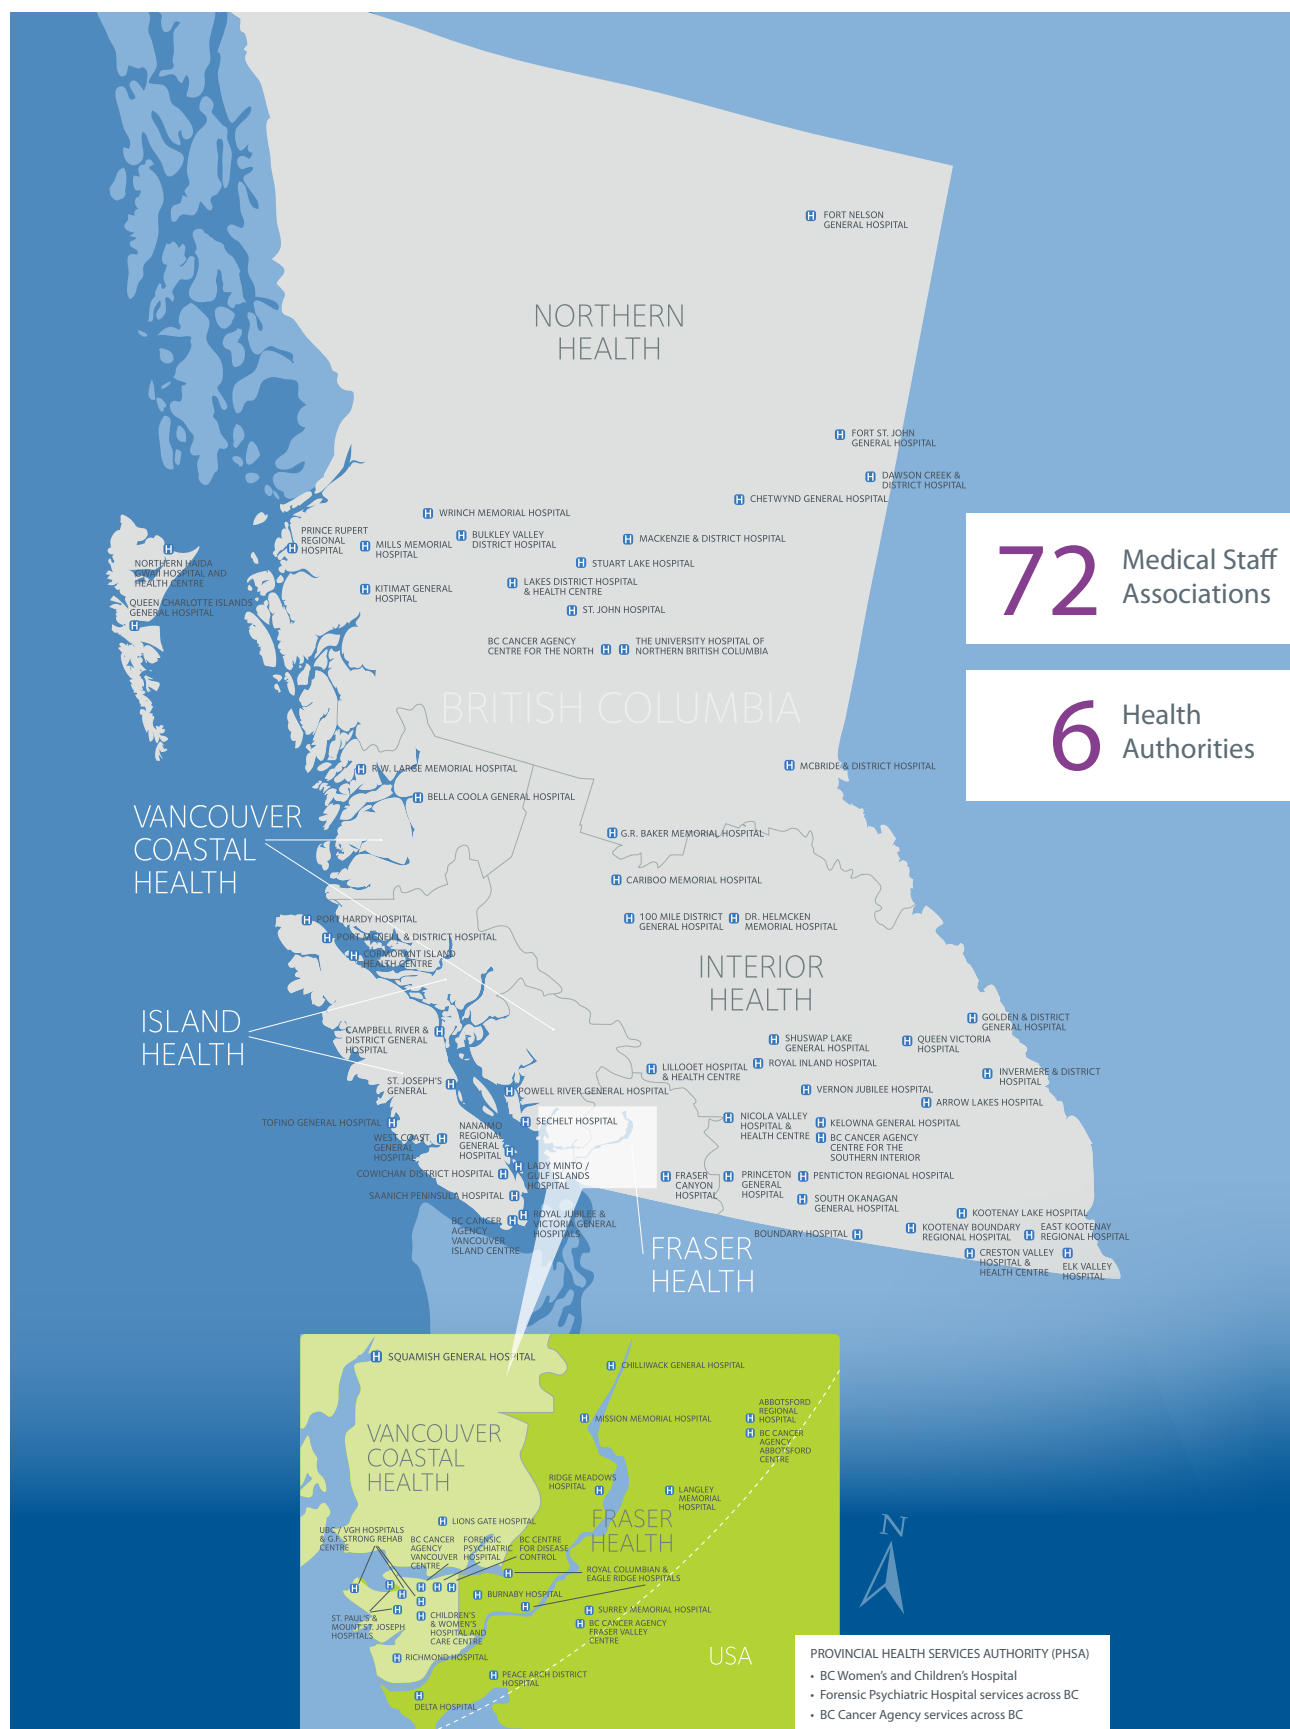 FORT NELSON
GENERAL HOSPITAL
NORTHERN
HEALTH
FORT ST. JOHN
GENERAL HOSPITAL
DAWSON CREEK &
DISTRICT HOSPITAL
CHETWYND GENERAL HOSPITAL
WRINCH MEMORIAL HOSPITAL
PRINCE RUPERT
REGIONAL
HOSPITAL
MILLS MEMORIAL
HOSPITAL
BULKLEY VALLEY
DISTRICT HOSPITAL
MACKENZIE & DISTRICT HOSPITAL
STUART LAKE HOSPITAL
NORTHERN HAIDA
GWAII HOSPITAL AND
HEALTH CENTRE
KITIMAT GENERAL
HOSPITAL
LAKES DISTRICT HOSPITAL
& HEALTH CENTRE
QUEEN CHARLOTTE ISLANDS
GENERAL HOSPITAL
ST. JOHN HOSPITAL
BC CANCER AGENCY
CENTRE FOR THE NORTH
THE UNIVERSITY HOSPITAL OF
NORTHERN BRITISH COLUMBIA
72
Medical Staff
Associations
6
Health
Authorities
BRITISH COLUMBIA
R.W. LARGE MEMORIAL HOSPITAL
MCBRIDE & DISTRICT HOSPITAL
BELLA COOLA GENERAL HOSPITAL
VANCOUVER
COASTAL
HEALTH
G.R. BAKER MEMORIAL HOSPITAL
CARIBOO MEMORIAL HOSPITAL
PORT HARDY HOSPITAL
PORT MCNEILL & DISTRICT HOSPITAL
CORMORANT ISLAND
HEALTH CENTRE
100 MILE DISTRICT
GENERAL HOSPITAL
DR. HELMCKEN
MEMORIAL HOSPITAL
INTERIOR
HEALTH
ISLAND
HEALTH
CAMPBELL RIVER &
DISTRICT GENERAL
HOSPITAL
GOLDEN & DISTRICT
GENERAL HOSPITAL
SHUSWAP LAKE
GENERAL HOSPITAL
QUEEN VICTORIA
HOSPITAL
LILLOOET HOSPITAL
& HEALTH CENTRE
ROYAL INLAND HOSPITAL
INVERMERE & DISTRICT
HOSPITAL
ST. JOSEPH'S
GENERAL
POWELL RIVER GENERAL HOSPITAL
VERNON JUBILEE HOSPITAL
ARROW LAKES HOSPITAL
TOFINO GENERAL HOSPITAL
SECHELT HOSPITAL
NICOLA VALLEY
HOSPITAL &
HEALTH CENTRE
KELOWNA GENERAL HOSPITAL
WEST COAST
GENERAL
HOSPITAL
NANAIMO
REGIONAL
GENERAL
HOSPITAL
BC CANCER AGENCY
CENTRE FOR THE
SOUTHERN INTERIOR
COWICHAN DISTRICT HOSPITAL
LADY MINTO /
GULF ISLANDS
HOSPITAL
FRASER
CANYON
HOSPITAL
PRINCETON
GENERAL
HOSPITAL
PENTICTON REGIONAL HOSPITAL
SAANICH PENINSULA HOSPITAL
SOUTH OKANAGAN
GENERAL HOSPITAL
BC CANCER
AGENCY
VANCOUVER
ISLAND CENTRE
ROYAL JUBILEE &
VICTORIA GENERAL
HOSPITALS
KOOTENAY LAKE HOSPITAL
BOUNDARY HOSPITAL
KOOTENAY BOUNDARY
REGIONAL HOSPITAL
EAST KOOTENAY
REGIONAL HOSPITAL
CRESTON VALLEY
HOSPITAL &
HEALTH CENTRE
ELK VALLEY
HOSPITAL
FRASER
HEALTH
SQUAMISH GENERAL HOSPITAL
CHILLIWACK GENERAL HOSPITAL
MISSION MEMORIAL HOSPITAL
ABBOTSFORD
REGIONAL
HOSPITAL
BC CANCER
AGENCY
ABBOTSFORD
CENTRE
VANCOUVER
COASTAL
HEALTH
RIDGE MEADOWS
HOSPITAL
LANGLEY
MEMORIAL
HOSPITAL
FRASER
HEALTH
LIONS GATE HOSPITAL
UBC / VGH HOSPITALS
& G.F. STRONG REHAB
CENTRE
BC CANCER
AGENCY
VANCOUVER
CENTRE
FORENSIC
PSYCHIATRIC
HOSPITAL
BC CENTRE
FOR DISEASE
CONTROL
ROYAL COLUMBIAN &
EAGLE RIDGE HOSPITALS
BURNABY HOSPITAL
ST. PAUL'S &
MOUNT ST. JOSEPH
HOSPITALS
CHILDREN'S
& WOMEN'S
HOSPITAL AND
CARE CENTRE
SURREY MEMORIAL HOSPITAL
BC CANCER AGENCY
FRASER VALLEY
CENTRE
RICHMOND HOSPITAL
PEACE ARCH DISTRICT
HOSPITAL
DELTA HOSPITAL
USA
N
PROVINCIAL HEALTH SERVICES AUTHORITY (PHSA)
• BC Women's and Children's Hospital
• Forensic Psychiatric Hospital services across BC
• BC Cancer Agency services across BC